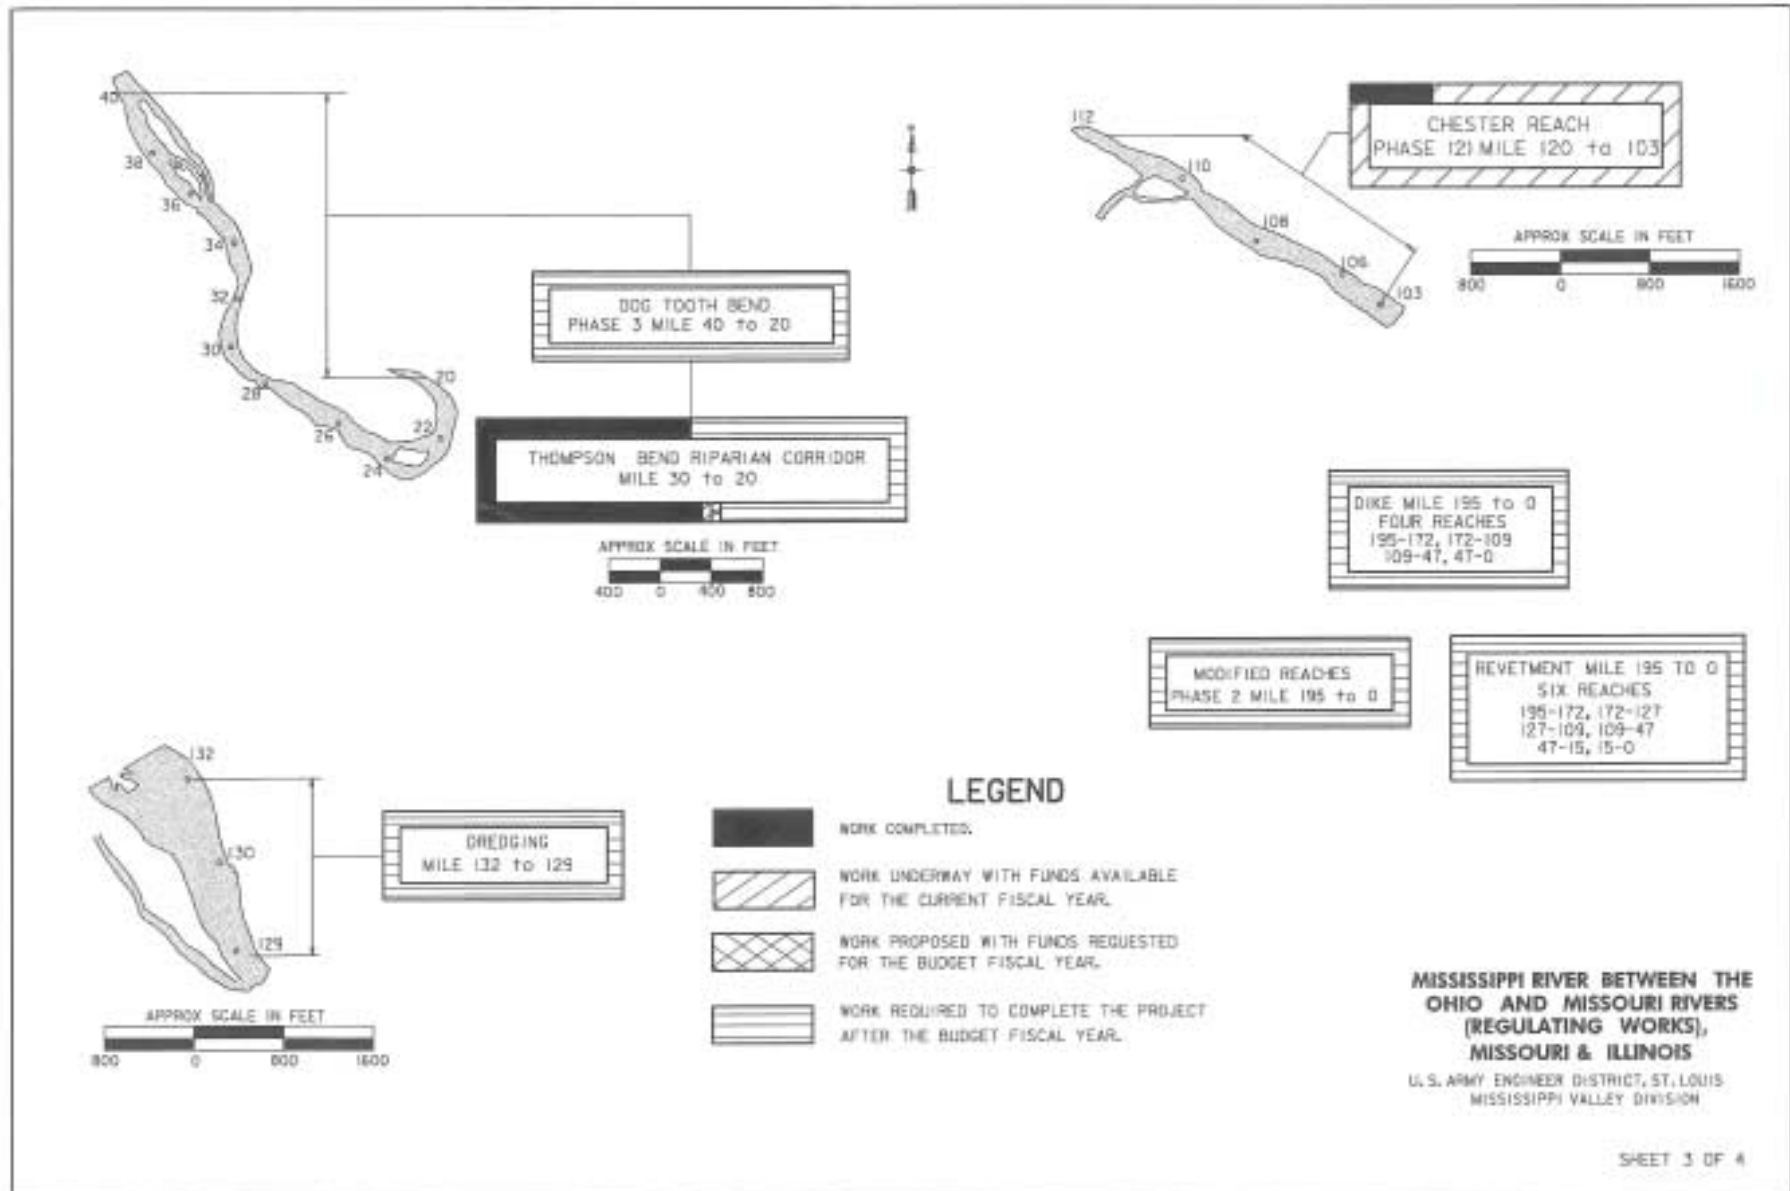 40
38
36
34
32
30
28
26
24
22
20
DOG TOOTH BEND
PHASE 3 MILE 40 to 20
THOMPSON BEND RIPARIAN CORRIDOR
MILE 30 to 20
APPROX SCALE IN FEET
400 0 400 800
112
110
108
106
103
CHESTER REACH
PHASE 121 MILE 120 to 103
APPROX SCALE IN FEET
800 0 800 1600
DIKE MILE 195 to 0
FOUR REACHES
195-172, 172-109
109-47, 47-0
MODIFIED REACHES
PHASE 2 MILE 195 to 0
REVETMENT MILE 195 TO 0
SIX REACHES
195-172, 172-127
127-109, 109-47
47-15, 15-0
132
130
129
DREDGING
MILE 132 to 129
APPROX SCALE IN FEET
800 0 800 1600
LEGEND
WORK COMPLETED.
WORK UNDERWAY WITH FUNDS AVAILABLE
FOR THE CURRENT FISCAL YEAR.
WORK PROPOSED WITH FUNDS REQUESTED
FOR THE BUDGET FISCAL YEAR.
WORK REQUIRED TO COMPLETE THE PROJECT
AFTER THE BUDGET FISCAL YEAR.
MISSISSIPPI RIVER BETWEEN THE
OHIO AND MISSOURI RIVERS
(REGULATING WORKS),
MISSOURI & ILLINOIS
U.S. ARMY ENGINEER DISTRICT, ST. LOUIS
MISSISSIPPI VALLEY DIVISION
SHEET 3 OF 4